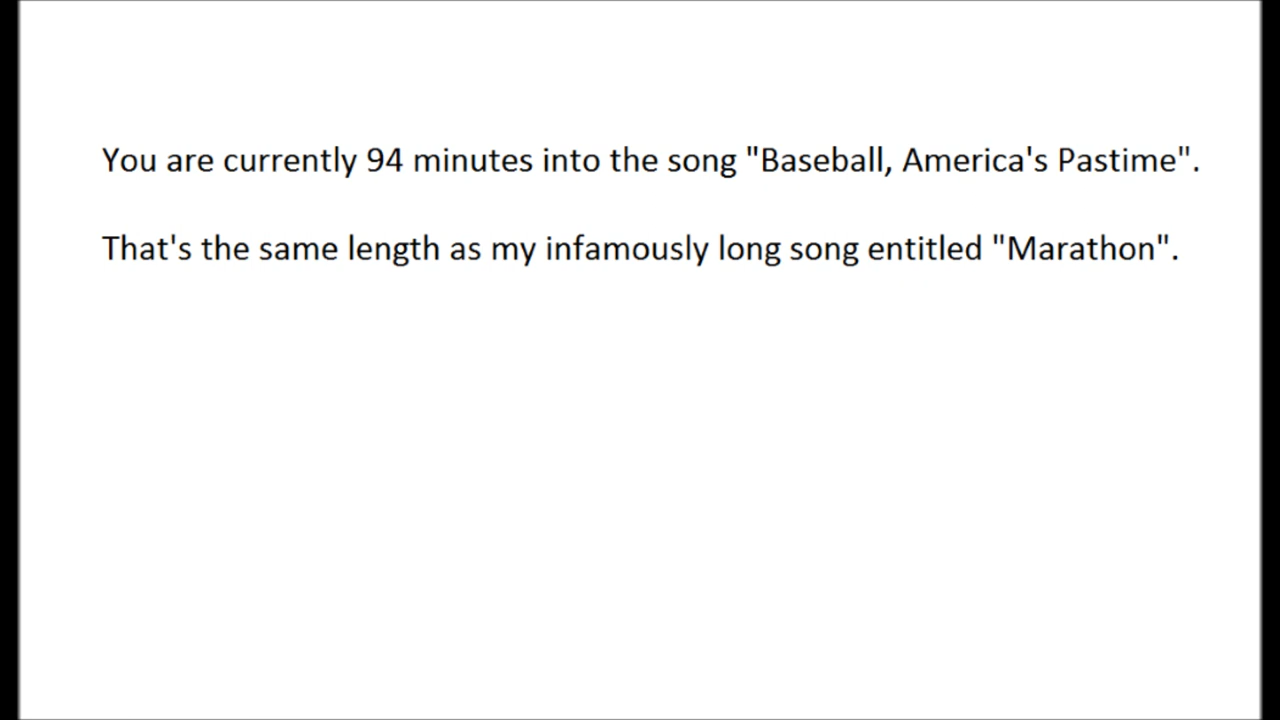 You are currently 94 minutes into the song "Baseball, America's Pastime".
That's the same length as my infamously long song entitled "Marathon".